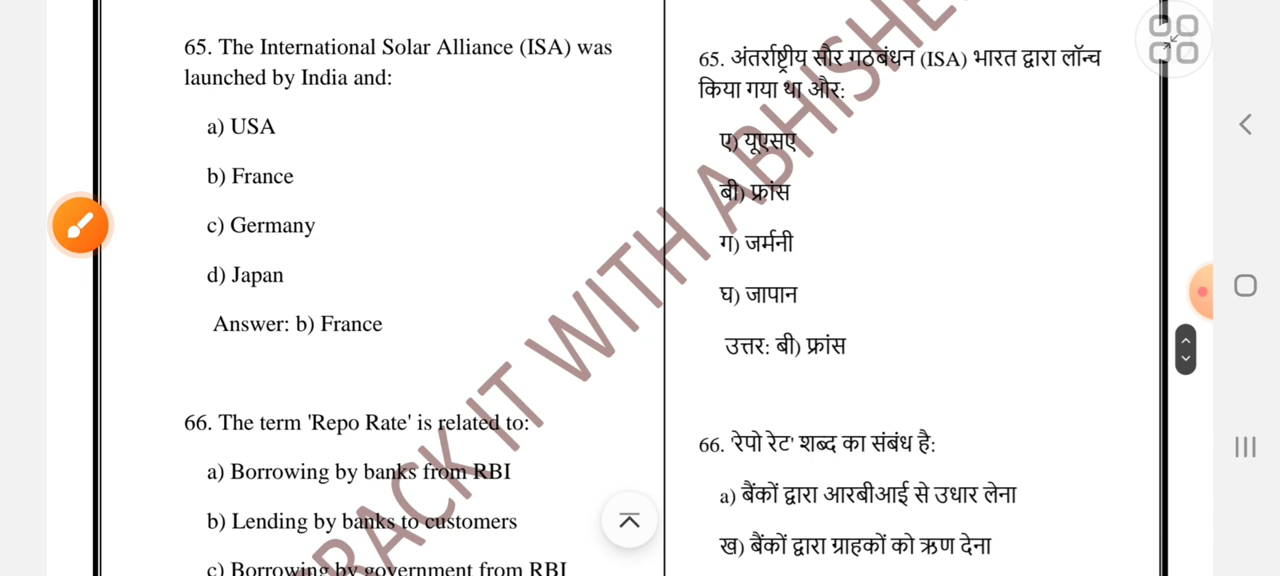 65. The International Solar Alliance (ISA) was
launched by India and:
a) USA
b) France
c) Germany
d) Japan
Answer: b) France
66. The term 'Repo Rate' is related to:
a) Borrowing by banks from RBI
b) Lending by banks to customers
c) Borrowing by government from RBI
65. अंतर्राष्ट्रीय सौर गठबंधन (ISA) भारत द्वारा लॉन्च
किया गया था और:
ए) यूएसए
बी) फ्रांस
ग) जर्मनी
घ) जापान
उत्तर: बी) फ्रांस
66. 'रेपो रेट' शब्द का संबंध है:
a) बैंकों द्वारा आरबीआई से उधार लेना
ख) बैंकों द्वारा ग्राहकों को ऋण देना
RACK IT WITH ABHISHE